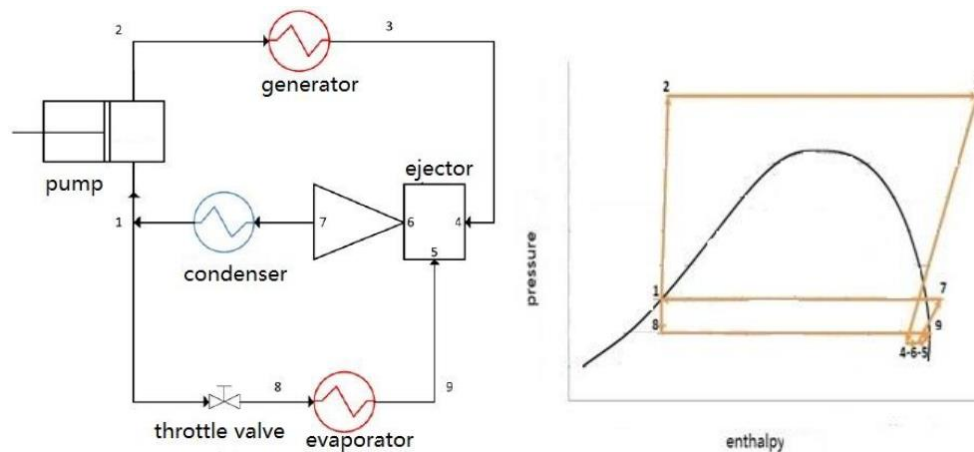 2
3
generator
pump
ejector
1
7
6
4
5
condenser
8
9
throttle valve
evaporator
2
pressure
1
7
8
9
4-6-5
enthalpy